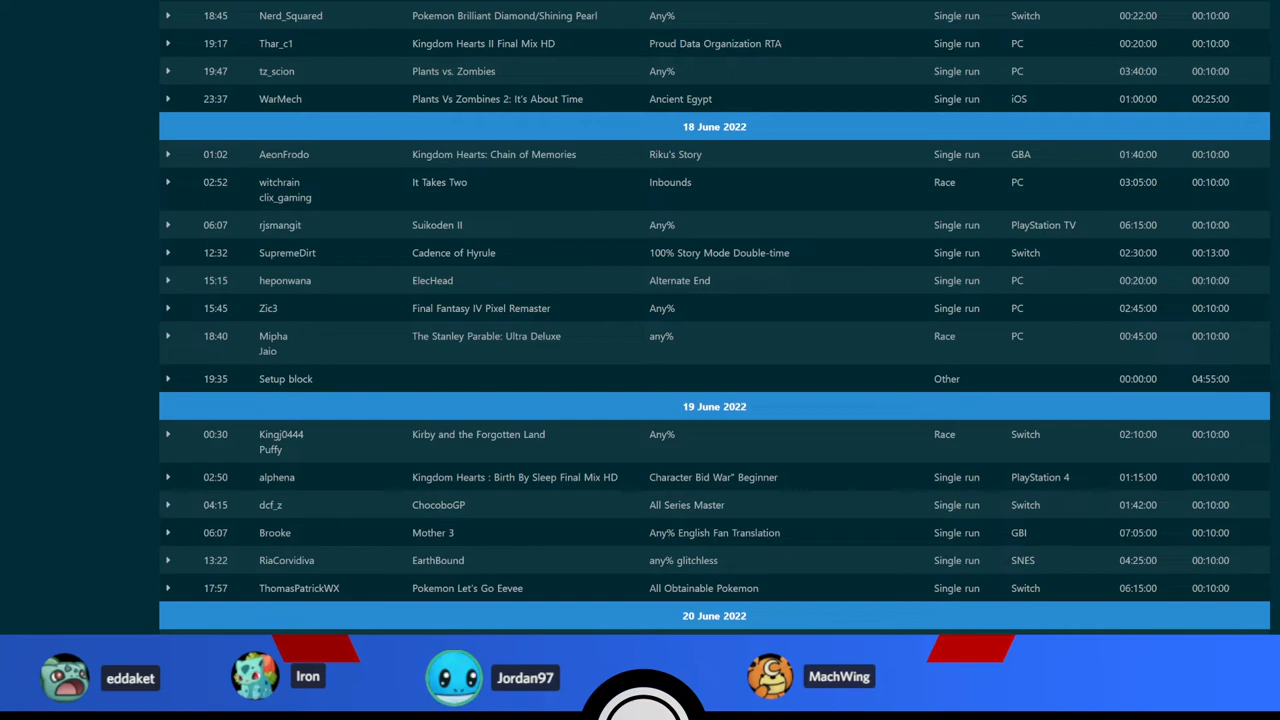 18:45 Nerd_Squared Pokemon Brilliant Diamond/Shining Pearl Any% Single run Switch 00:22:00 00:10:00
19:17 Thar_c1 Kingdom Hearts II Final Mix HD Proud Data Organization RTA Single run PC 00:20:00 00:10:00
19:47 tz_scion Plants vs. Zombies Any% Single run PC 03:40:00 00:10:00
23:37 WarMech Plants Vs Zombines 2: It's About Time Ancient Egypt Single run iOS 01:00:00 00:25:00
18 June 2022
01:02 AeonFrodo Kingdom Hearts: Chain of Memories Riku's Story Single run GBA 01:40:00 00:10:00
02:52 witchrain It Takes Two Inbounds Race PC 03:05:00 00:10:00
clix_gaming
06:07 rjsmangit Suikoden II Any% Single run PlayStation TV 06:15:00 00:10:00
12:32 SupremeDirt Cadence of Hyrule 100% Story Mode Double-time Single run Switch 02:30:00 00:13:00
15:15 heponwana ElecHead Alternate End Single run PC 00:20:00 00:10:00
15:45 Zic3 Final Fantasy IV Pixel Remaster Any% Single run PC 02:45:00 00:10:00
18:40 Mipha The Stanley Parable: Ultra Deluxe any% Race PC 00:45:00 00:10:00
Jaio
19:35 Setup block Other 00:00:00 04:55:00
19 June 2022
00:30 Kingj0444 Kirby and the Forgotten Land Any% Race Switch 02:10:00 00:10:00
Puffy
02:50 alphena Kingdom Hearts : Birth By Sleep Final Mix HD Character Bid War" Beginner Single run PlayStation 4 01:15:00 00:10:00
04:15 dcf_z ChocoboGP All Series Master Single run Switch 01:42:00 00:10:00
06:07 Brooke Mother 3 Any% English Fan Translation Single run GBI 07:05:00 00:10:00
13:22 RiaCorvidiva EarthBound any% glitchless Single run SNES 04:25:00 00:10:00
17:57 ThomasPatrickWX Pokemon Let's Go Eevee All Obtainable Pokemon Single run Switch 06:15:00 00:10:00
20 June 2022
eddaket Iron Jordan97 MachWing